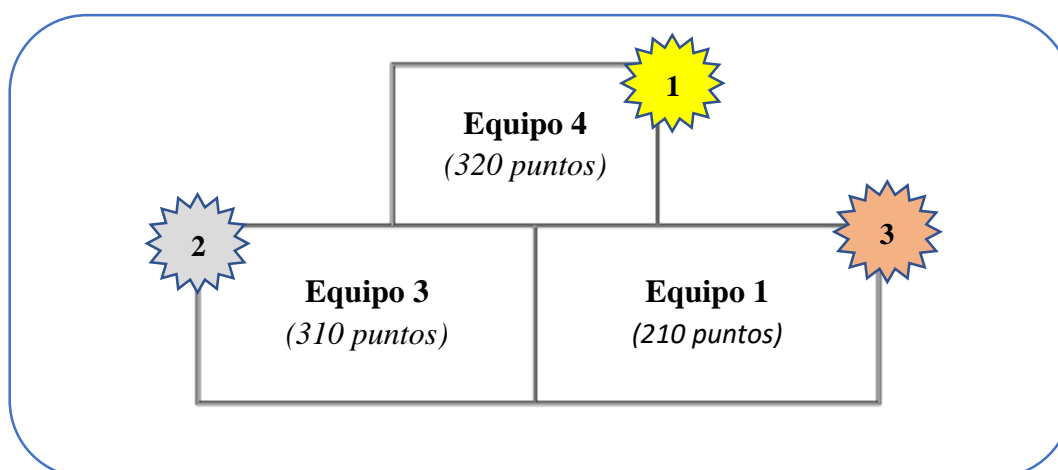 1
Equipo 4
(320 puntos)
2
3
Equipo 3
(310 puntos)
Equipo 1
(210 puntos)